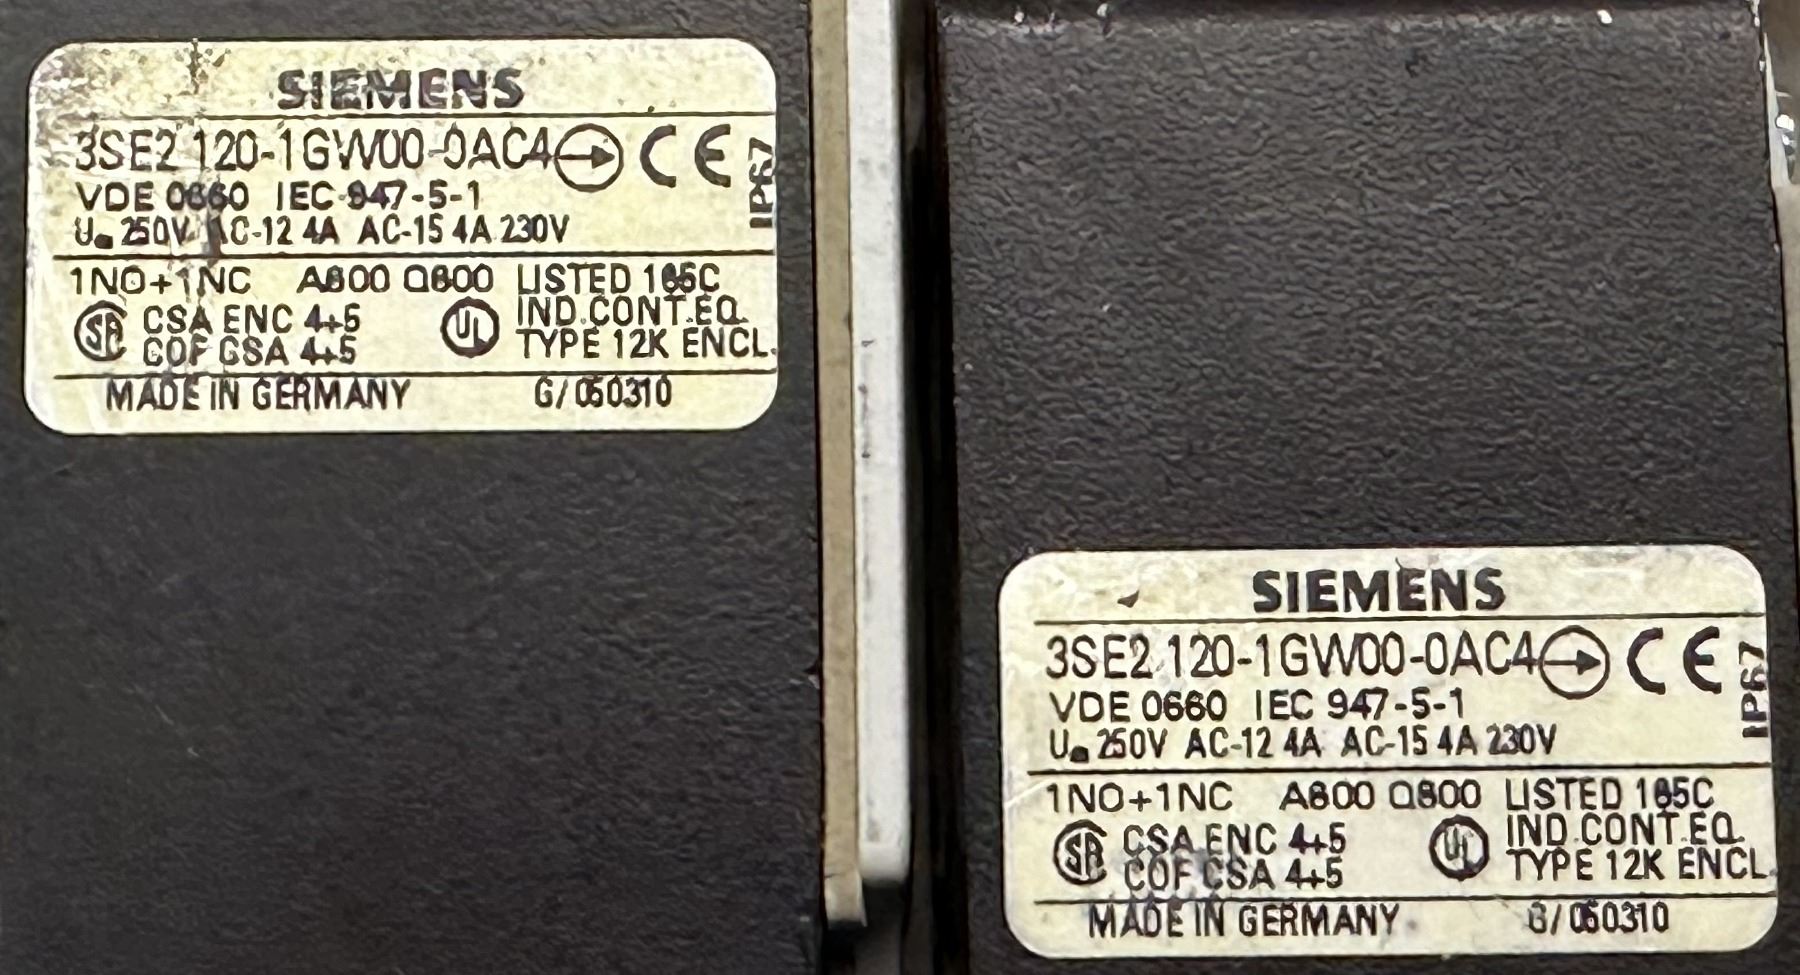 SIEMENS
3SE2 120-1GW00-0AC4 CE
IP67
VDE 0660 IEC 947-5-1
Ue 250V AC-12 4A AC-15 4A 230V
1NO+1NC A600 Q600 LISTED 165C
SA CSA ENC 4+5 UL IND.CONT.EQ.
COF CSA 4+5 TYPE 12K ENCL.
MADE IN GERMANY G/050310
SIEMENS
3SE2 120-1GW00-0AC4 CE
IP67
VDE 0660 IEC 947-5-1
Ue 250V AC-12 4A AC-15 4A 230V
1NO+1NC A600 Q600 LISTED 165C
SA CSA ENC 4+5 UL IND.CONT.EQ.
COF CSA 4+5 TYPE 12K ENCL.
MADE IN GERMANY G/050310